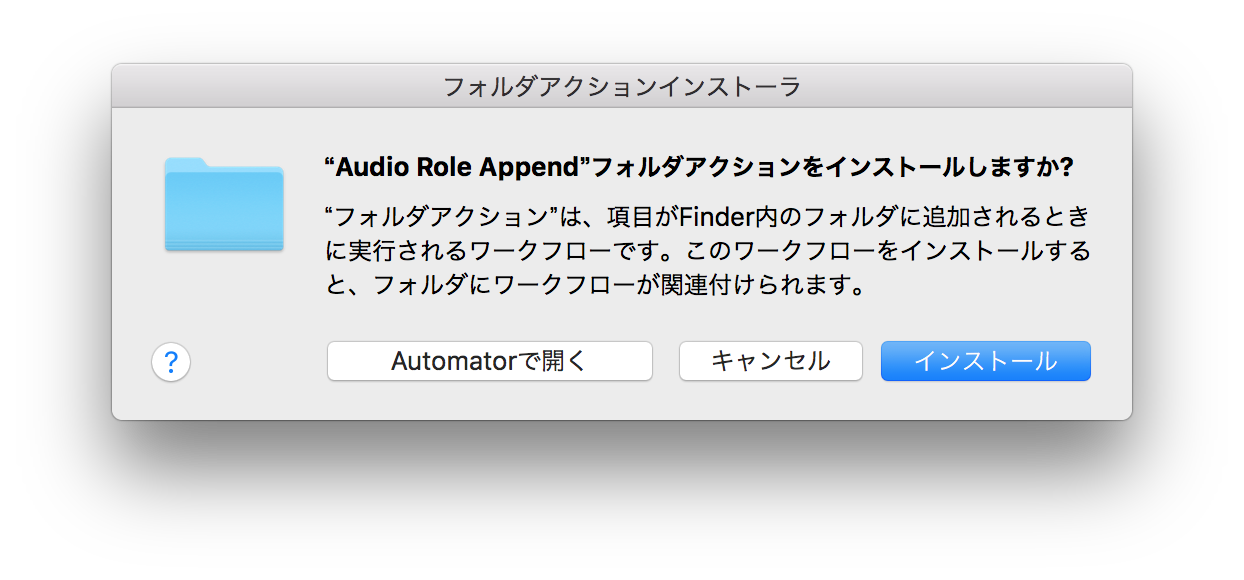 フォルダアクションインストーラ
“Audio Role Append”フォルダアクションをインストールしますか?
“フォルダアクション”は、項目がFinder内のフォルダに追加されるとき
に実行されるワークフローです。このワークフローをインストールする
と、フォルダにワークフローが関連付けられます。
?
Automatorで開く
キャンセル
インストール